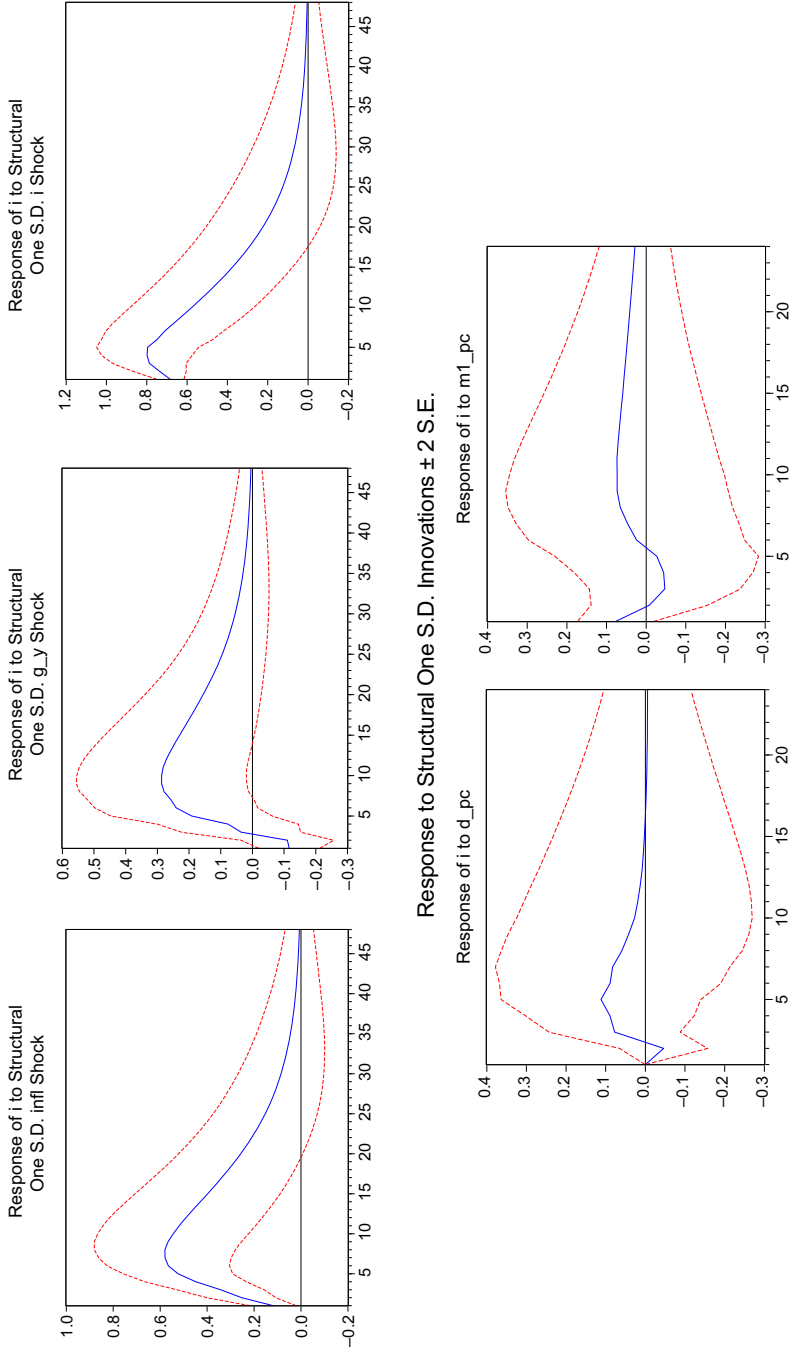 Response of i to Structural
One S.D. infl Shock
1.0
0.8
0.6
0.4
0.2
0.0
–0.2
5 10 15 20 25 30 35 40 45
Response of i to Structural
One S.D. g_y Shock
0.6
0.5
0.4
0.3
0.2
0.1
0.0
–0.1
–0.2
–0.3
5 10 15 20 25 30 35 40 45
Response of i to Structural
One S.D. i Shock
1.2
1.0
0.8
0.6
0.4
0.2
0.0
–0.2
5 10 15 20 25 30 35 40 45
Response to Structural One S.D. Innovations ± 2 S.E.
Response of i to d_pc
0.4
0.3
0.2
0.1
0.0
–0.1
–0.2
–0.3
5 10 15 20
Response of i to m1_pc
0.4
0.3
0.2
0.1
0.0
–0.1
–0.2
–0.3
5 10 15 20